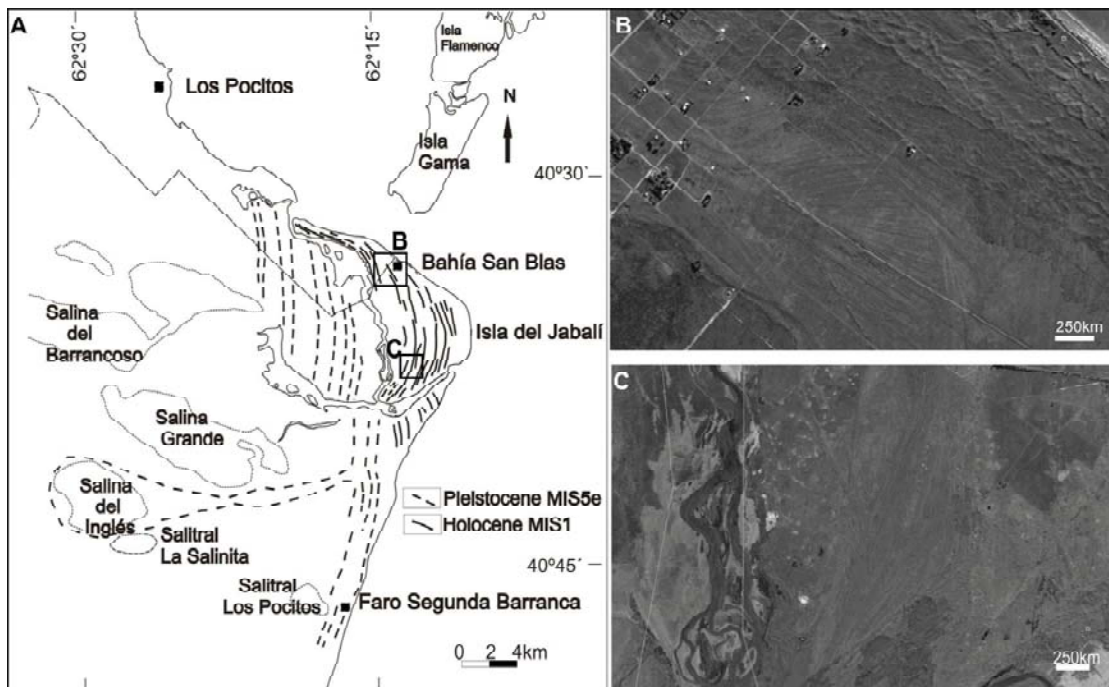 A
62º30´
62º15´
Isla
Flamenco
Los Pocitos
N
Isla
Gama
40º30´
B
Bahía San Blas
Salina
del
Barrancoso
Isla del Jabalí
C
Salina
Grande
Salina
del
Inglés
Pleistocene MIS5e
Holocene MIS1
Salitral
La Salinita
40º45´
Salitral
Los Pocitos
Faro Segunda Barranca
0 2 4km
B
250km
C
250km